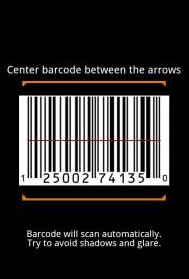 Center barcode between the arrows
1 25002 74135 0
Barcode will scan automatically.
Try to avoid shadows and glare.